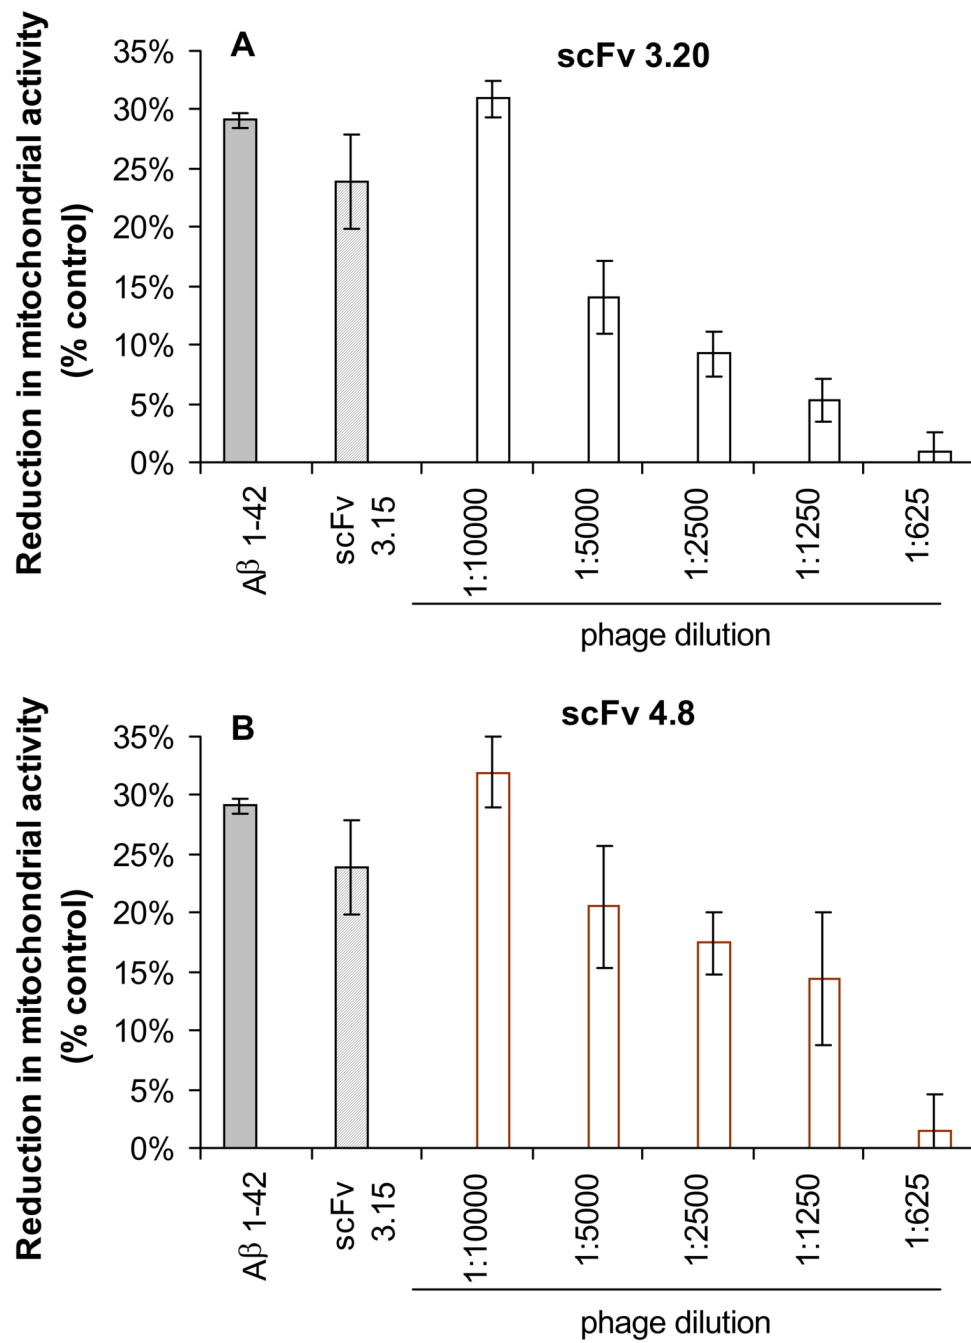 A
scFv 3.20
Reduction in mitochondrial activity
(% control)
35%
30%
25%
20%
15%
10%
5%
0%
Aβ 1-42
scFv
3.15
1:10000
1:5000
1:2500
1:1250
1:625
phage dilution
B
scFv 4.8
Reduction in mitochondrial activity
(% control)
35%
30%
25%
20%
15%
10%
5%
0%
Aβ 1-42
scFv
3.15
1:10000
1:5000
1:2500
1:1250
1:625
phage dilution